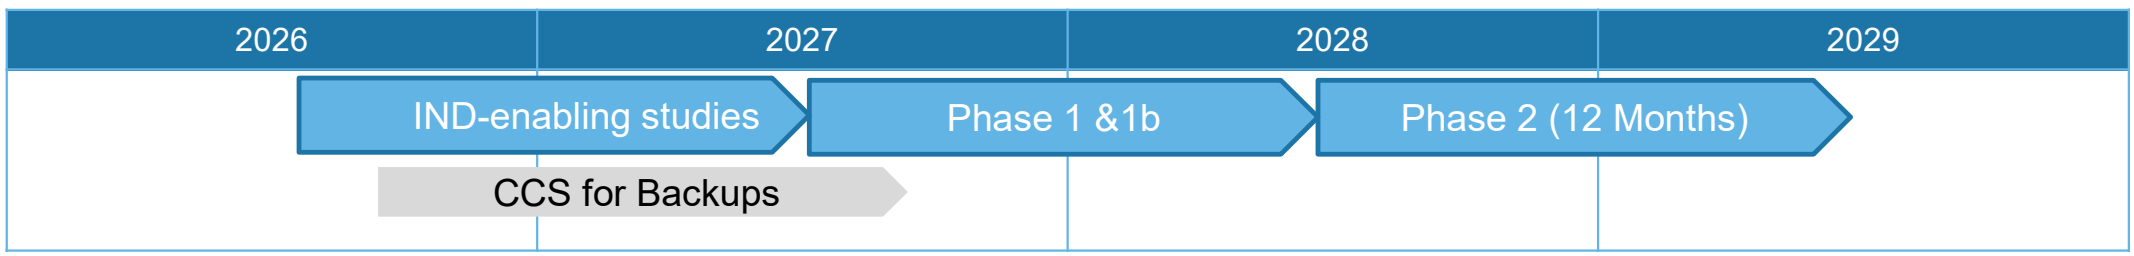 2026
2027
2028
2029
IND-enabling studies
Phase 1 &1b
Phase 2 (12 Months)
CCS for Backups